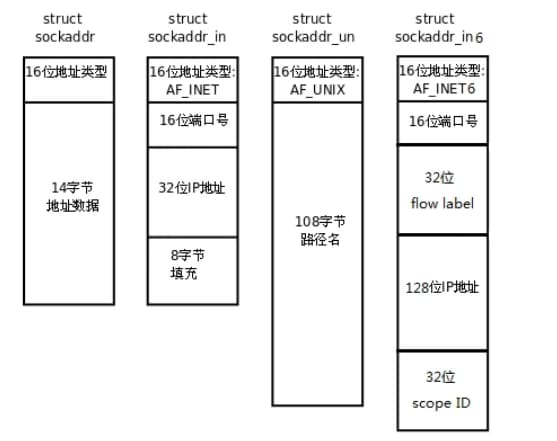 struct
sockaddr
16位地址类型
14字节
地址数据
struct
sockaddr_in
16位地址类型:
AF_INET
16位端口号
32位IP地址
8字节
填充
struct
sockaddr_un
16位地址类型:
AF_UNIX
108字节
路径名
struct
sockaddr_in6
16位地址类型:
AF_INET6
16位端口号
32位
flow label
128位IP地址
32位
scope ID